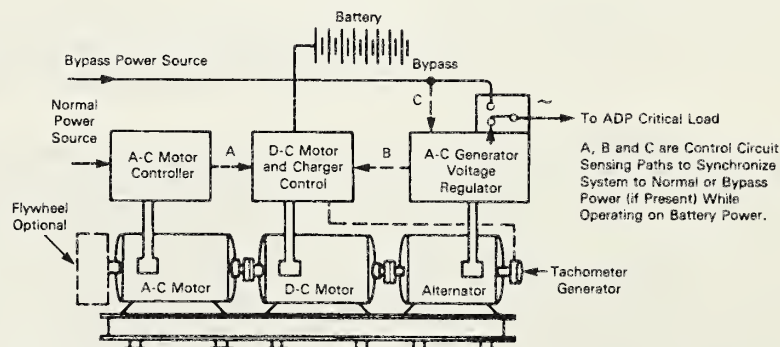 Battery
Bypass Power Source
Bypass
Normal
Power
Source
C
~
To ADP Critical Load
A-C Motor
Controller
A
D-C Motor
and Charger
Control
B
A-C Generator
Voltage
Regulator
A, B and C are Control Circuit
Sensing Paths to Synchronize
System to Normal or Bypass
Power (if Present) While
Operating on Battery Power.
Flywheel
Optional
A-C Motor
D-C Motor
Alternator
Tachometer
Generator